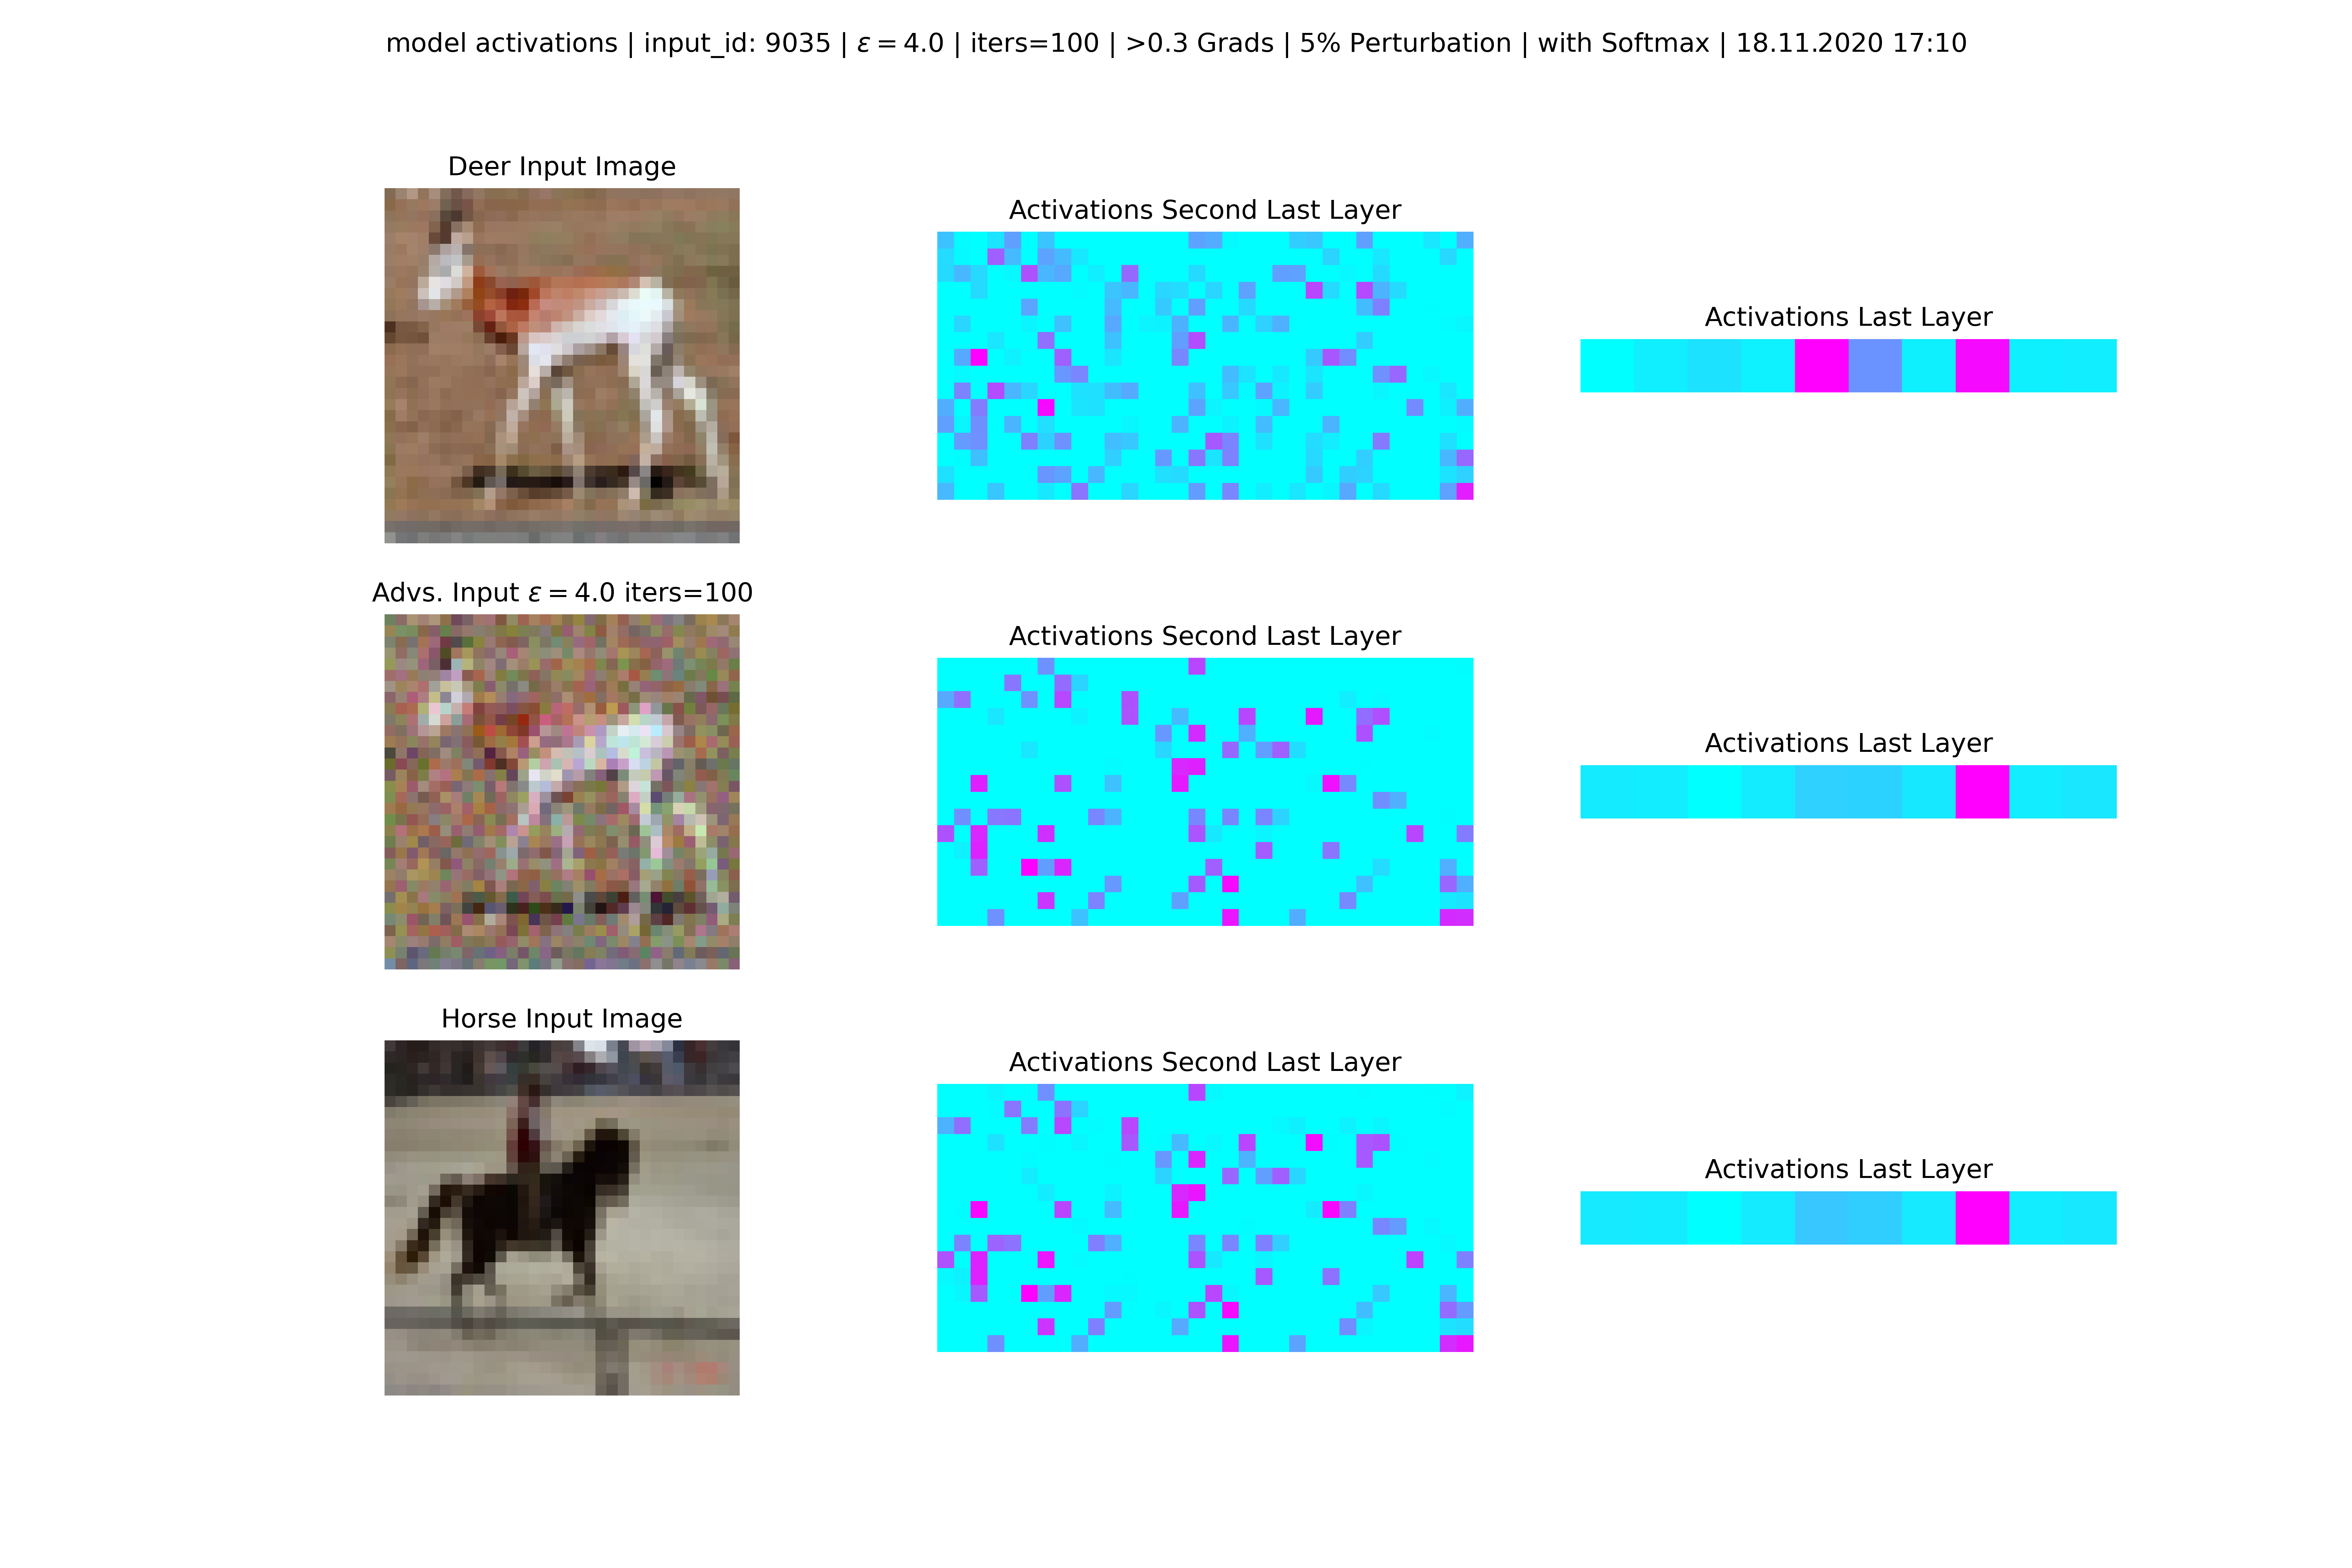 model activations | input_id: 9035 | ε = 4.0 | iters=100 | >0.3 Grads | 5% Perturbation | with Softmax | 18.11.2020 17:10
Deer Input Image
Activations Second Last Layer
Activations Last Layer
Advs. Input ε = 4.0 iters=100
Activations Second Last Layer
Activations Last Layer
Horse Input Image
Activations Second Last Layer
Activations Last Layer